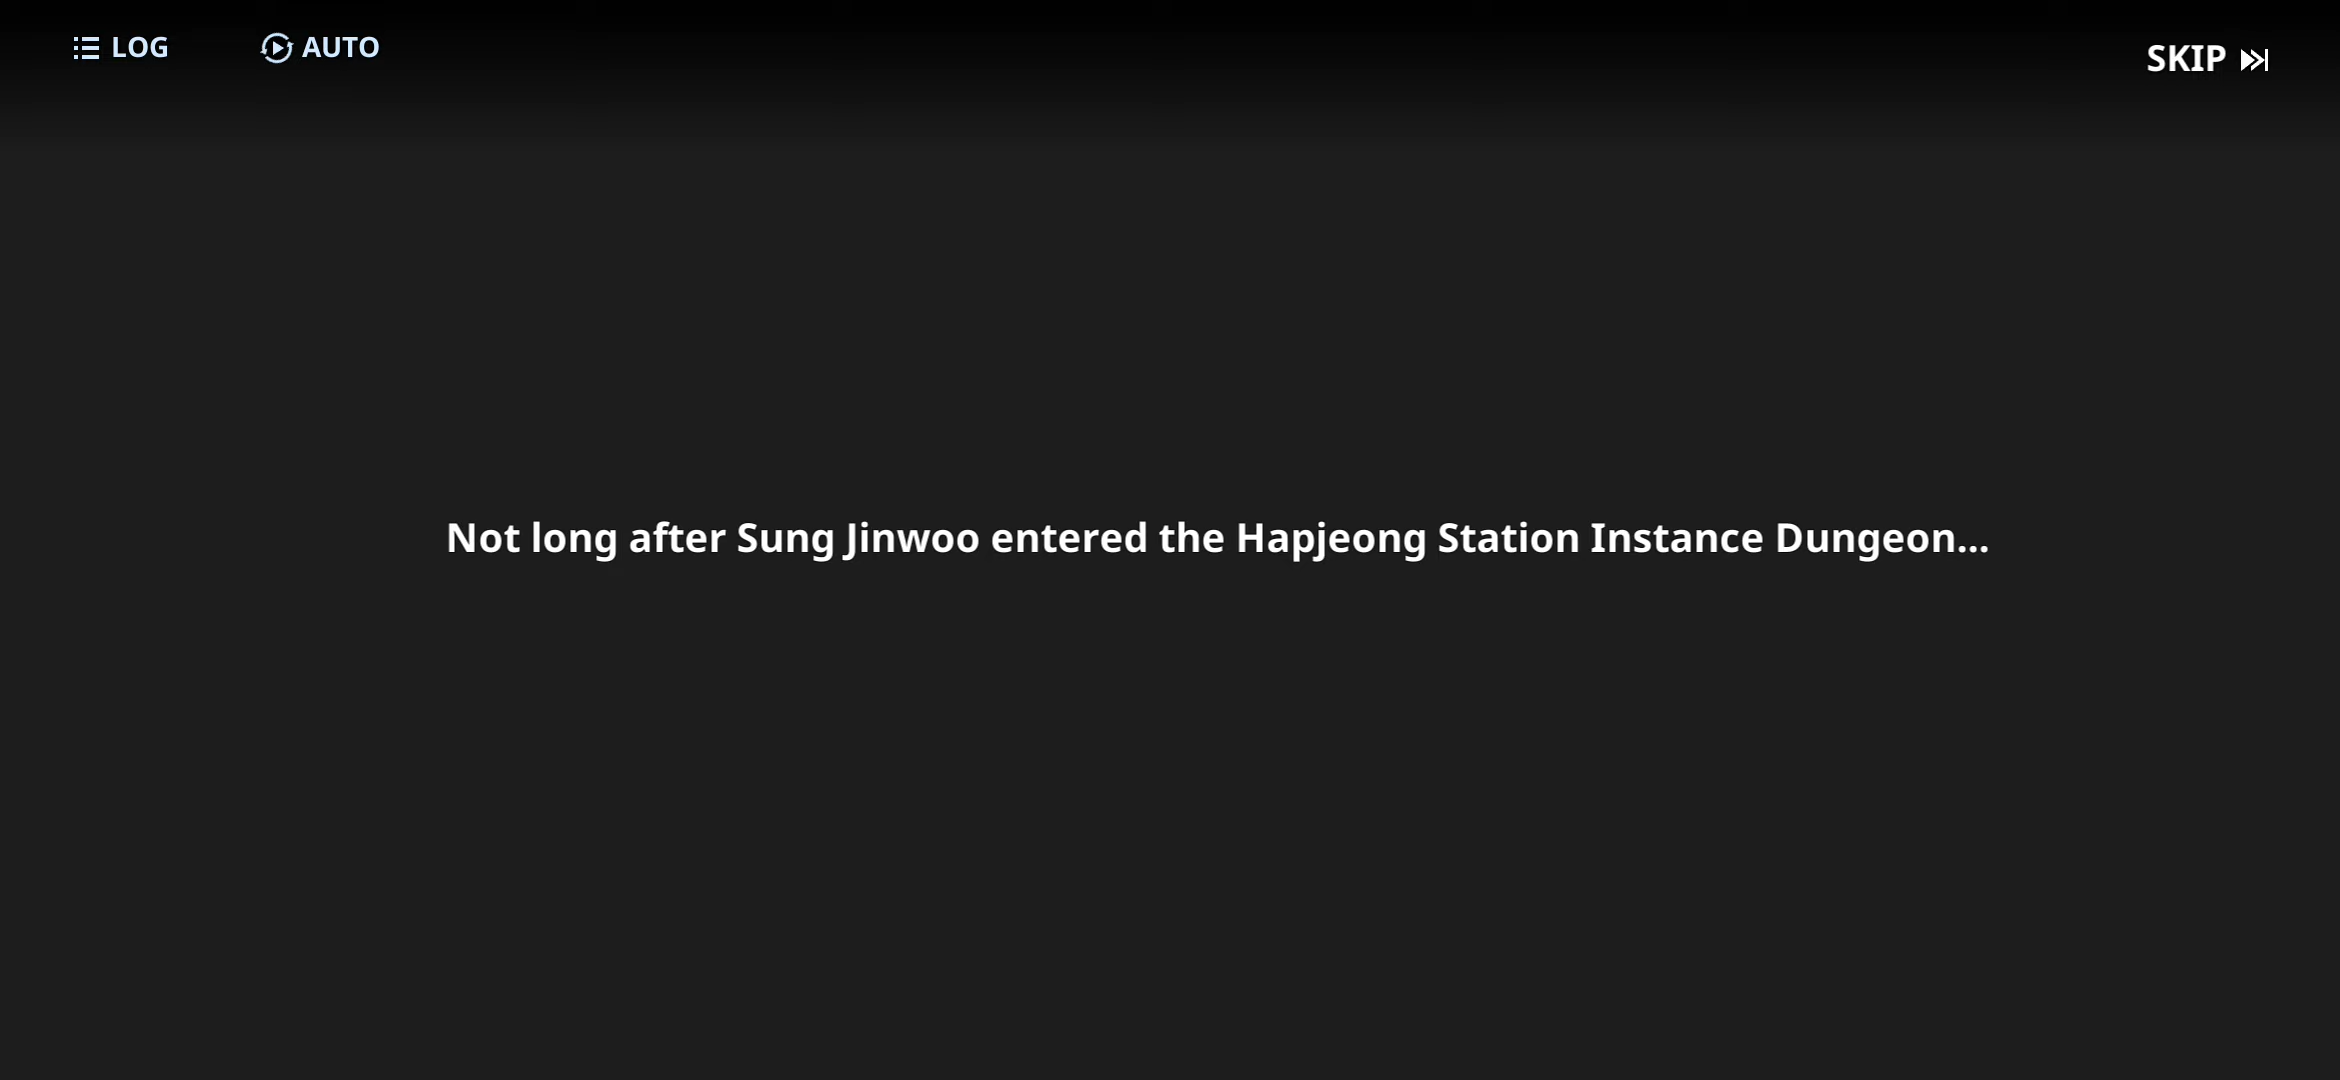 LOG
AUTO
SKIP
Not long after Sung Jinwoo entered the Hapjeong Station Instance Dungeon...